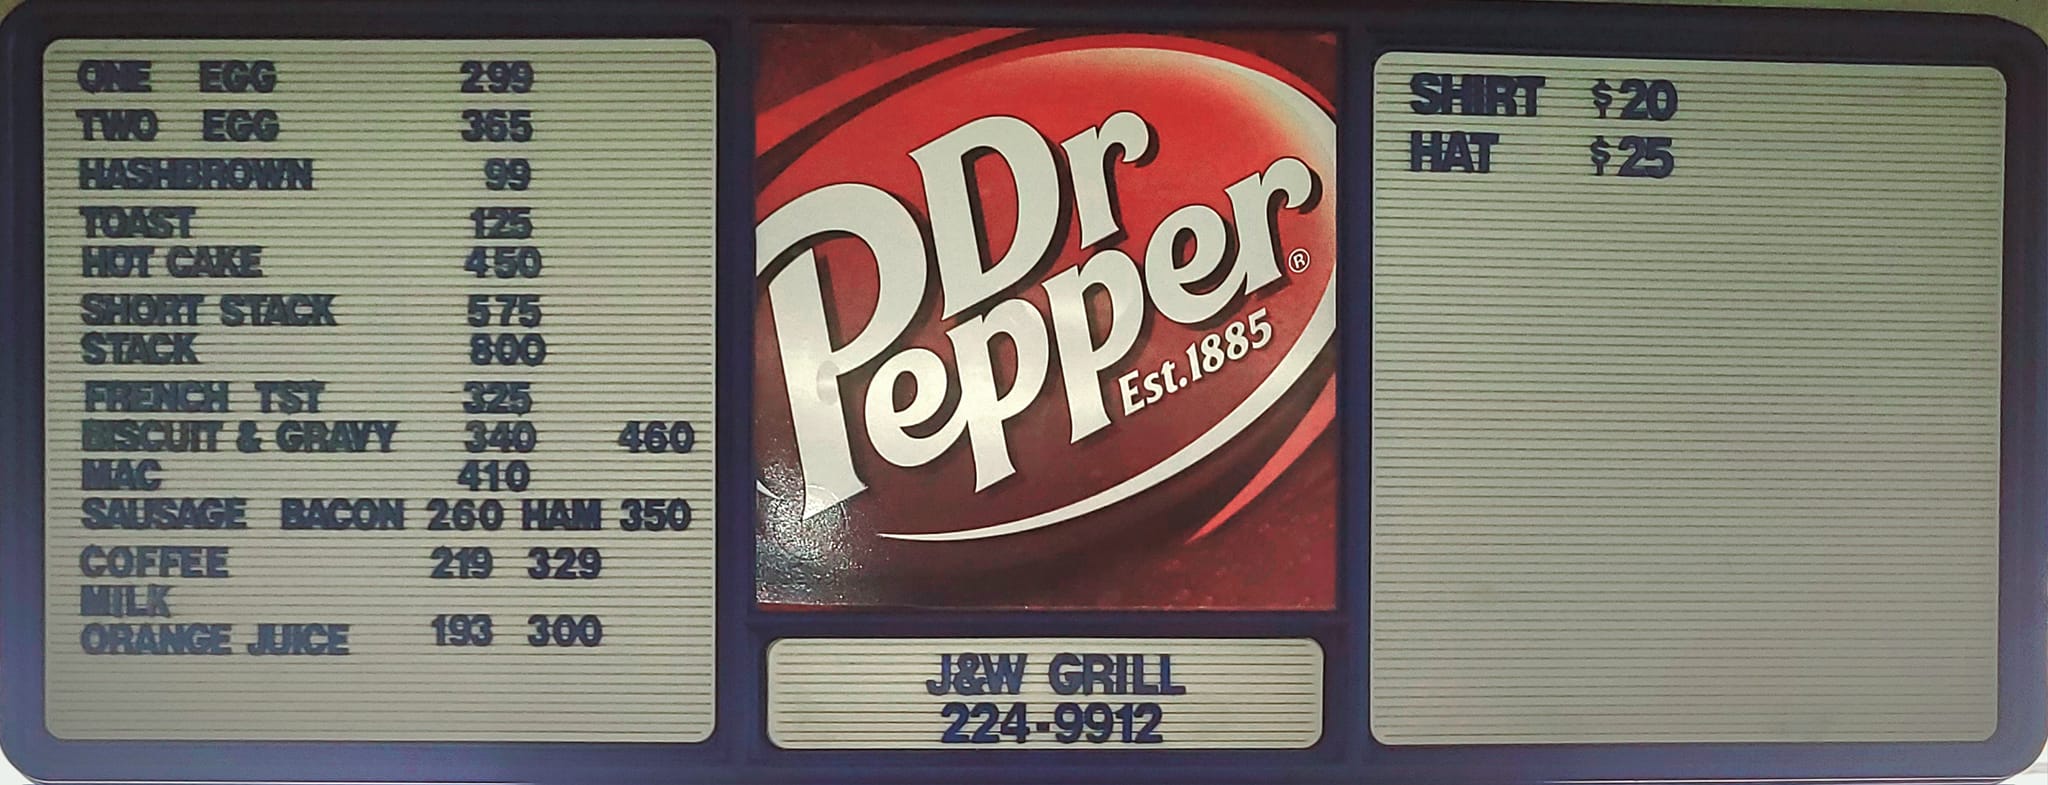 ONE EGG 299
TWO EGG 365
HASHBROWN 99
TOAST 125
HOT CAKE 450
SHORT STACK 575
STACK 800
FRENCH TST 325
BISCUIT & GRAVY 340 460
MAC 410
SAUSAGE BACON 260 HAM 350
COFFEE 219 329
MILK
ORANGE JUICE 193 300
Dr
Pepper®
Est.1885
J&W GRILL
224-9912
SHIRT $20
HAT $25